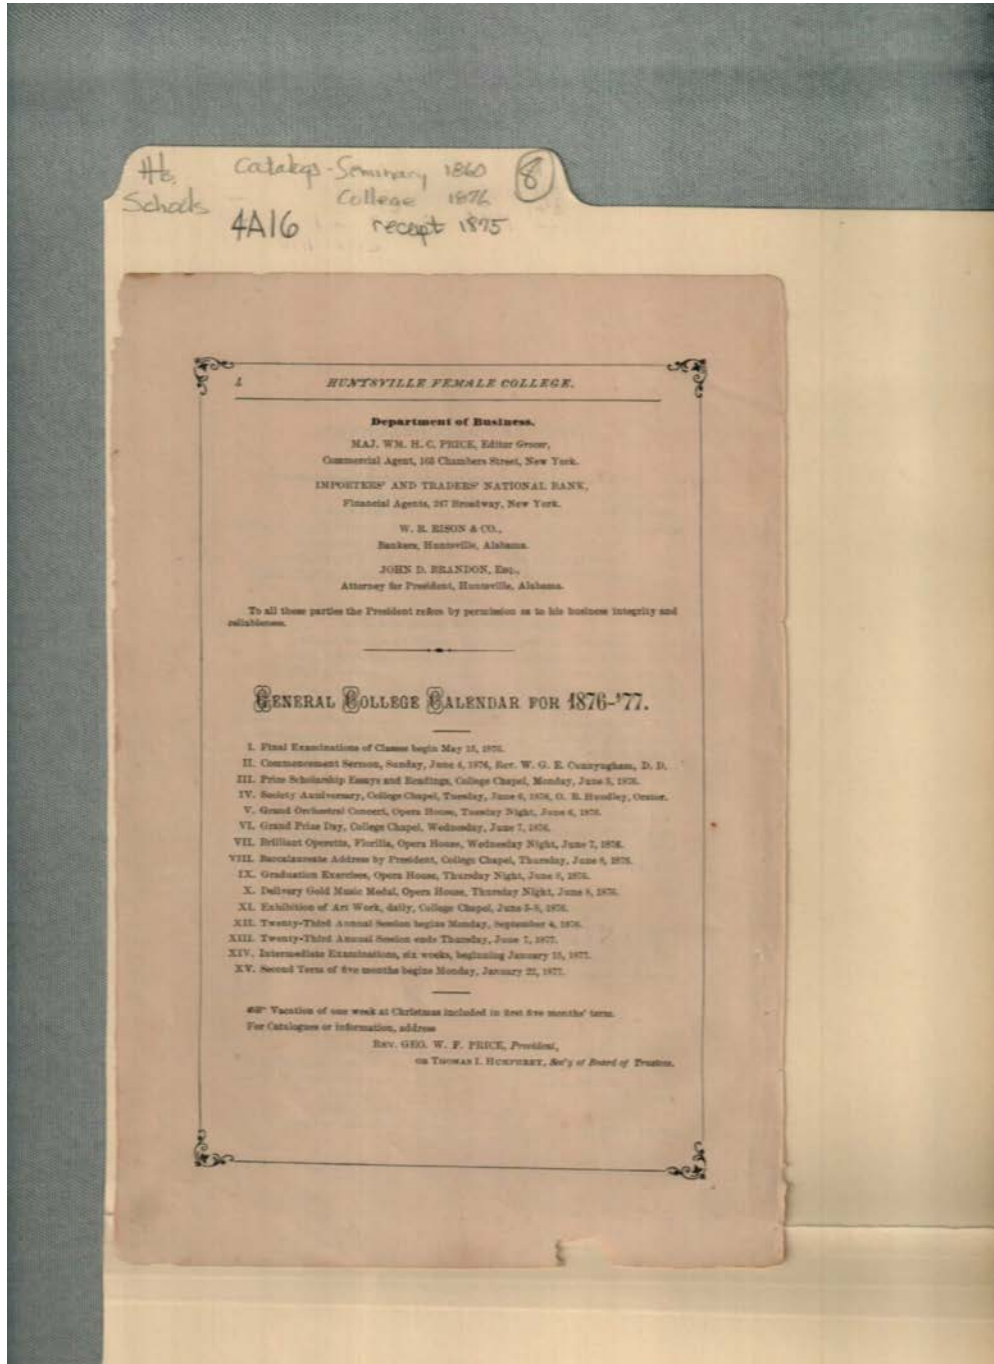 Hs. Catalogs - Seminary 1860 8
Schools College 1876
4A16 receipt 1875
4 HUNTSVILLE FEMALE COLLEGE.
Department of Business.
MAJ. WM. H. C. PRICE, Editor Grocer,
Commercial Agent, 162 Chambers Street, New York.
IMPORTERS' AND TRADERS' NATIONAL BANK,
Financial Agents, 247 Broadway, New York.
W. R. RISON & CO.,
Bankers, Huntsville, Alabama.
JOHN D. BRANDON, Esq.,
Attorney for President, Huntsville, Alabama.
To all these parties the President refers by permission as to his business integrity and
reliableness.
GENERAL COLLEGE CALENDAR FOR 1876-'77.
I. Final Examinations of Classes begin May 15, 1876.
II. Commencement Sermon, Sunday, June 4, 1876, Rev. W. G. E. Cunnyngham, D. D.
III. Prize Scholarship Essays and Readings, College Chapel, Monday, June 5, 1876.
IV. Society Anniversary, College Chapel, Tuesday, June 6, 1876, O. R. Hundley, Orator.
V. Grand Orchestral Concert, Opera House, Tuesday Night, June 6, 1876.
VI. Grand Prize Day, College Chapel, Wednesday, June 7, 1876.
VII. Brilliant Operetta, Florilla, Opera House, Wednesday Night, June 7, 1876.
VIII. Baccalaureate Address by President, College Chapel, Thursday, June 8, 1876.
IX. Graduation Exercises, Opera House, Thursday Night, June 8, 1876.
X. Delivery Gold Music Medal, Opera House, Thursday Night, June 8, 1876.
XI. Exhibition of Art Work, daily, College Chapel, June 5-8, 1876.
XII. Twenty-Third Annual Session begins Monday, September 4, 1876.
XIII. Twenty-Third Annual Session ends Thursday, June 7, 1877.
XIV. Intermediate Examinations, six weeks, beginning January 15, 1877.
XV. Second Term of five months begins Monday, January 22, 1877.
Vacation of one week at Christmas included in first five months' term.
For Catalogues or information, address
REV. GEO. W. F. PRICE, President,
OR THOMAS I. HUMPHREY, Sec'y of Board of Trustees.